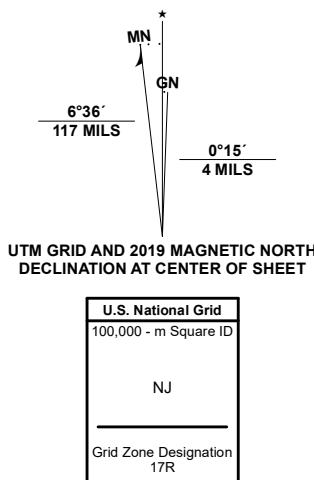 ★
MN
GN
6°36´
117 MILS
0°15´
4 MILS
UTM GRID AND 2019 MAGNETIC NORTH
DECLINATION AT CENTER OF SHEET
U.S. National Grid
100,000 - m Square ID
NJ
Grid Zone Designation
17R